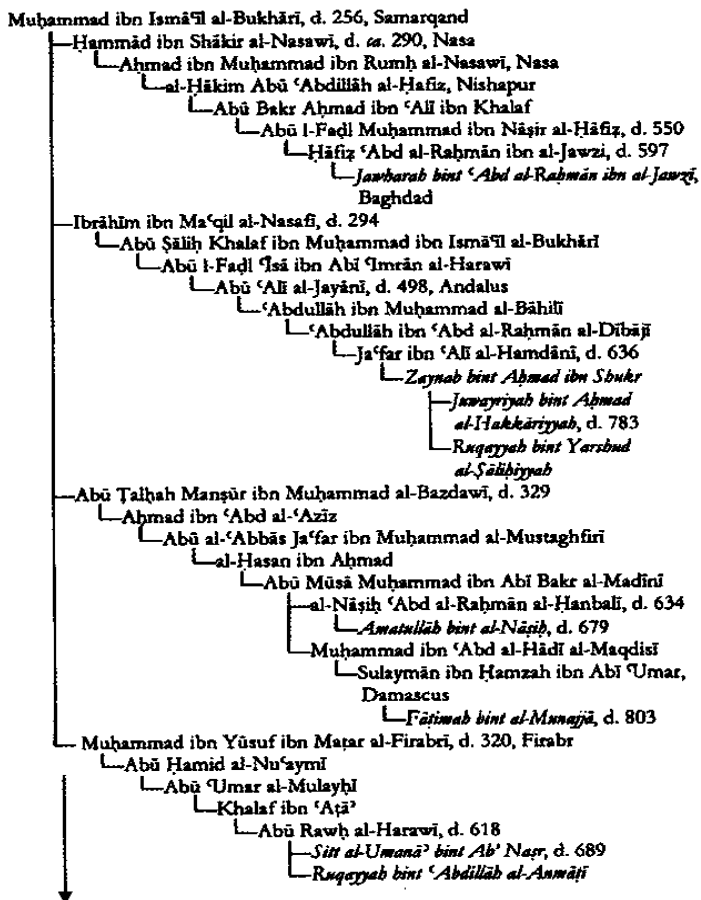 Muḥammad ibn Ismāʿīl al-Bukhārī, d. 256, Samarqand
Ḥammād ibn Shākir al-Nasawī, d. ca. 290, Nasa
Aḥmad ibn Muḥammad ibn Rumḥ al-Nasawī, Nasa
al-Ḥākim Abū ʿAbdillāh al-Ḥafiz, Nishapur
Abū Bakr Aḥmad ibn ʿAlī ibn Khalaf
Abū l-Faḍl Muḥammad ibn Nāṣir al-Ḥāfiẓ, d. 550
Ḥāfiẓ ʿAbd al-Raḥmān ibn al-Jawzi, d. 597
Jawharah bint ʿAbd al-Raḥmān ibn al-Jawzī,
Baghdad
Ibrāhīm ibn Maʿqil al-Nasafī, d. 294
Abū Ṣāliḥ Khalaf ibn Muḥammad ibn Ismāʿīl al-Bukhārī
Abū l-Faḍl ʿĪsā ibn Abī ʿImrān al-Harawī
Abū ʿAlī al-Jayānī, d. 498, Andalus
ʿAbdullāh ibn Muḥammad al-Bāhilī
ʿAbdullāh ibn ʿAbd al-Raḥmān al-Dībājī
Jaʿfar ibn ʿAlī al-Hamdānī, d. 636
Zaynab bint Aḥmad ibn Shukr
Juwayriyah bint Aḥmad
al-Hakkāriyyah, d. 783
Ruqayyah bint Yarshud
al-Ṣāliḥiyyah
Abū Ṭalḥah Manṣūr ibn Muḥammad al-Bazdawī, d. 329
Aḥmad ibn ʿAbd al-ʿAzīz
Abū al-ʿAbbās Jaʿfar ibn Muḥammad al-Mustaghfirī
al-Ḥasan ibn Aḥmad
Abū Mūsā Muḥammad ibn Abī Bakr al-Madīnī
al-Nāṣiḥ ʿAbd al-Raḥmān al-Ḥanbalī, d. 634
Amatullāh bint al-Nāṣiḥ, d. 679
Muḥammad ibn ʿAbd al-Hādī al-Maqdisī
Sulaymān ibn Ḥamzah ibn Abī ʿUmar,
Damascus
Fāṭimah bint al-Munajjā, d. 803
Muḥammad ibn Yūsuf ibn Maṭar al-Firabrī, d. 320, Firabr
Abū Ḥamid al-Nuʿaymī
Abū ʿUmar al-Mulayḥī
Khalaf ibn ʿAṭāʾ
Abū Rawḥ al-Harawī, d. 618
Sitt al-Umanāʾ bint Abʾ Naṣr, d. 689
Ruqayyah bint ʿAbdillāh al-Anmāṭī